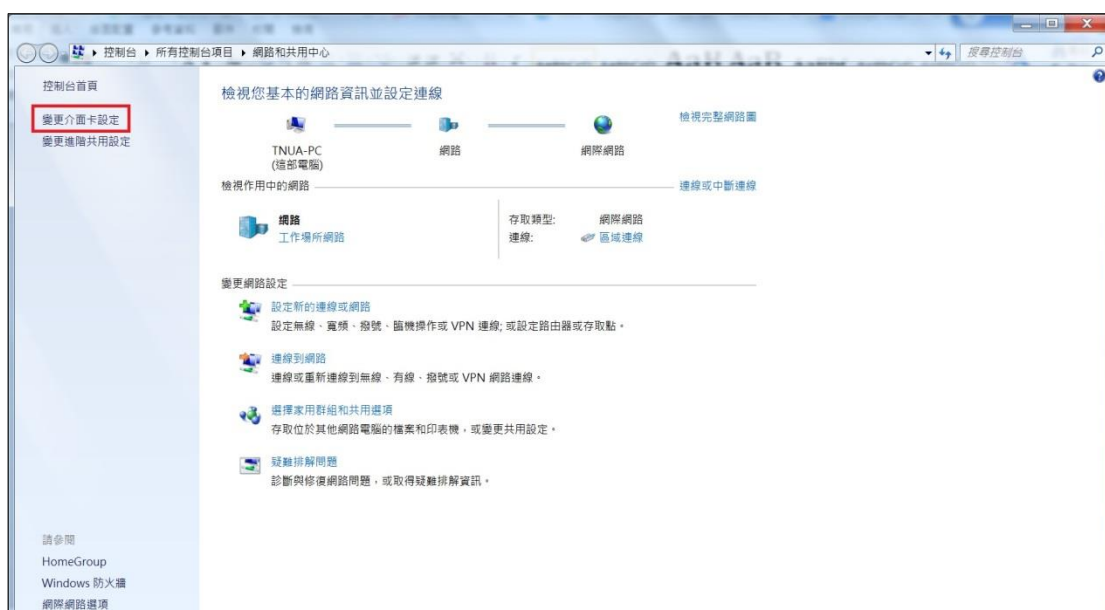 控制台 ▸ 所有控制台項目 ▸ 網路和共用中心
搜尋控制台
控制台首頁
變更介面卡設定
變更進階共用設定
檢視您基本的網路資訊並設定連線
檢視完整網路圖
TNUA-PC
(這部電腦)
網路
網際網路
檢視作用中的網路
連線或中斷連線
網路
工作場所網路
存取類型: 網際網路
連線: 區域連線
變更網路設定
設定新的連線或網路
設定無線、寬頻、撥號、臨機操作或 VPN 連線; 或設定路由器或存取點。
連線到網路
連線或重新連線到無線、有線、撥號或 VPN 網路連線。
選擇家用群組和共用選項
存取位於其他網路電腦的檔案和印表機，或變更共用設定。
疑難排解問題
診斷與修復網路問題，或取得疑難排解資訊。
請參閱
HomeGroup
Windows 防火牆
網際網路選項